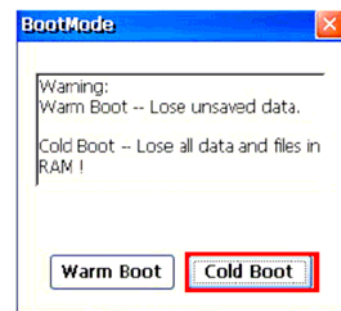 BootMode
Warning:
Warm Boot -- Lose unsaved data.
Cold Boot -- Lose all data and files in
RAM !
Warm Boot Cold Boot